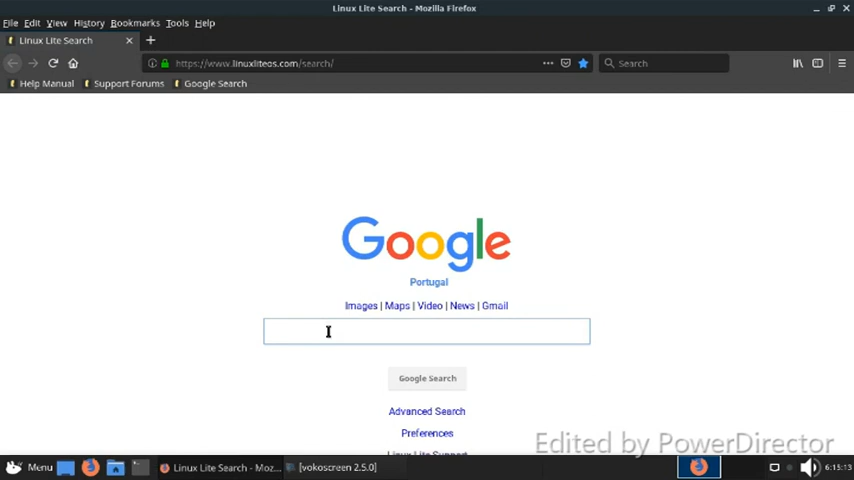 Linux Lite Search - Mozilla Firefox
File Edit View History Bookmarks Tools Help
Linux Lite Search
https://www.linuxliteos.com/search/
Search
Help Manual Support Forums Google Search
Google
Portugal
Images | Maps | Video | News | Gmail
Google Search
Advanced Search
Preferences
Linux Lite Support
Edited by PowerDirector
Menu Linux Lite Search - Moz... [vokoscreen 2.5.0] 6:15:13